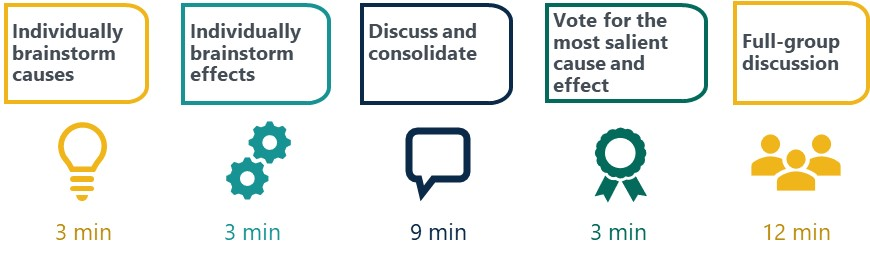 Individually
brainstorm
causes
Individually
brainstorm
effects
Discuss and
consolidate
Vote for the
most salient
cause and
effect
Full-group
discussion
3 min
3 min
9 min
3 min
12 min